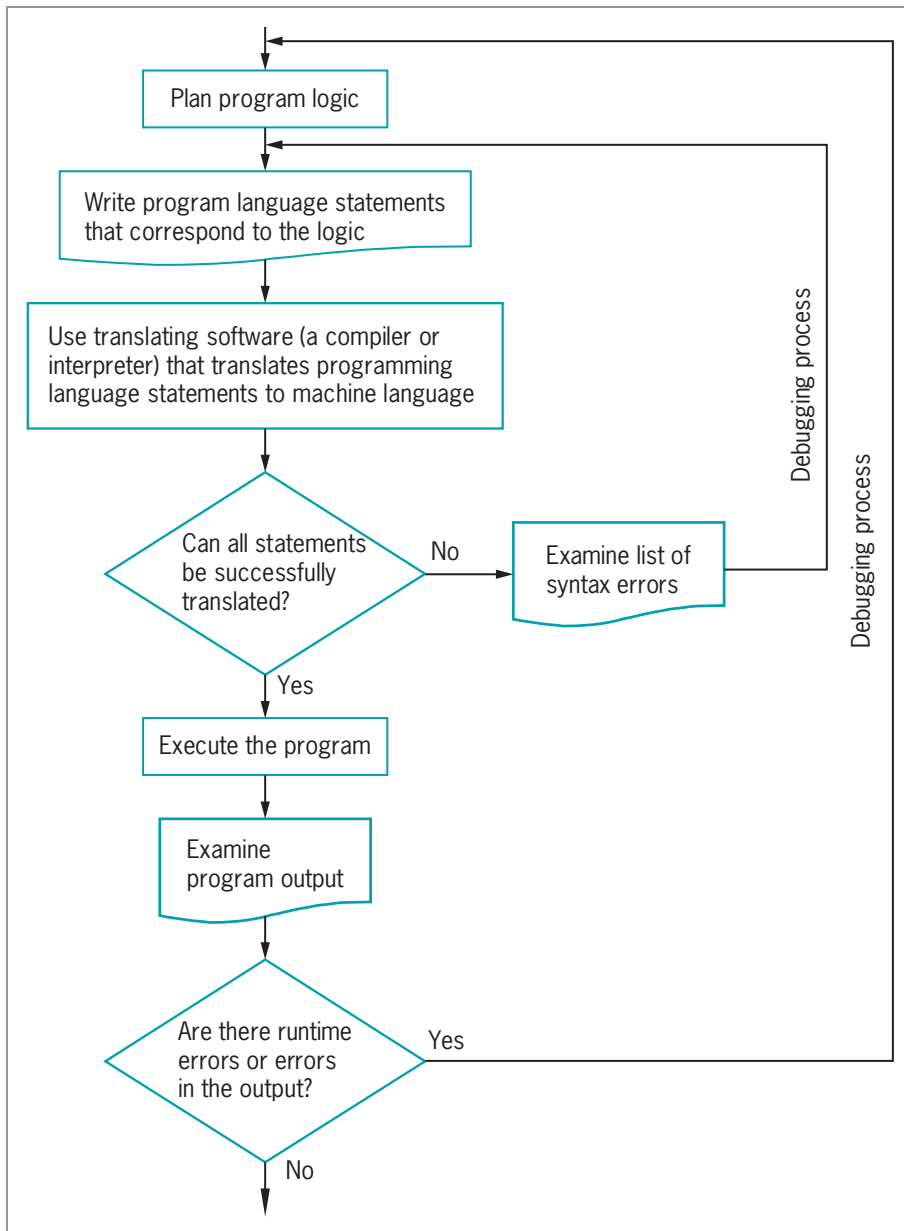 Plan program logic
Write program language statements
that correspond to the logic
Use translating software (a compiler or
interpreter) that translates programming
language statements to machine language
Can all statements
be successfully
translated?
No
Examine list of
syntax errors
Debugging process
Debugging process
Yes
Execute the program
Examine
program output
Are there runtime
errors or errors
in the output?
Yes
No